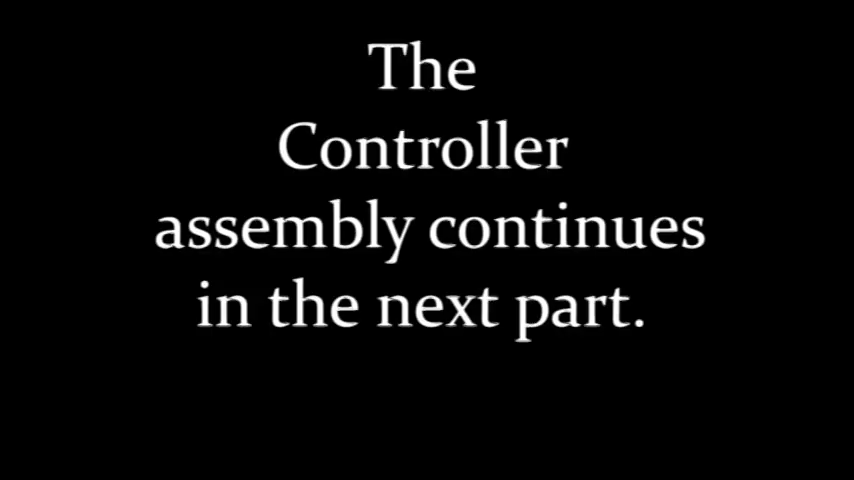 The
Controller
assembly continues
in the next part.